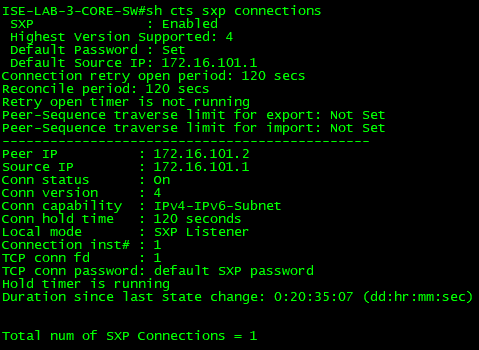 ISE-LAB-3-CORE-SW#sh cts sxp connections
SXP : Enabled
Highest Version Supported: 4
Default Password : Set
Default Source IP: 172.16.101.1
Connection retry open period: 120 secs
Reconcile period: 120 secs
Retry open timer is not running
Peer-Sequence traverse limit for export: Not Set
Peer-Sequence traverse limit for import: Not Set
----------------------------------------------
Peer IP : 172.16.101.2
Source IP : 172.16.101.1
Conn status : On
Conn version : 4
Conn capability : IPv4-IPv6-Subnet
Conn hold time : 120 seconds
Local mode : SXP Listener
Connection inst# : 1
TCP conn fd : 1
TCP conn password: default SXP password
Hold timer is running
Duration since last state change: 0:20:35:07 (dd:hr:mm:sec)
Total num of SXP Connections = 1